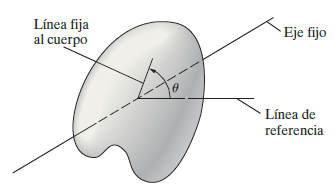 Línea fija
al cuerpo
Eje fijo
θ
Línea de
referencia